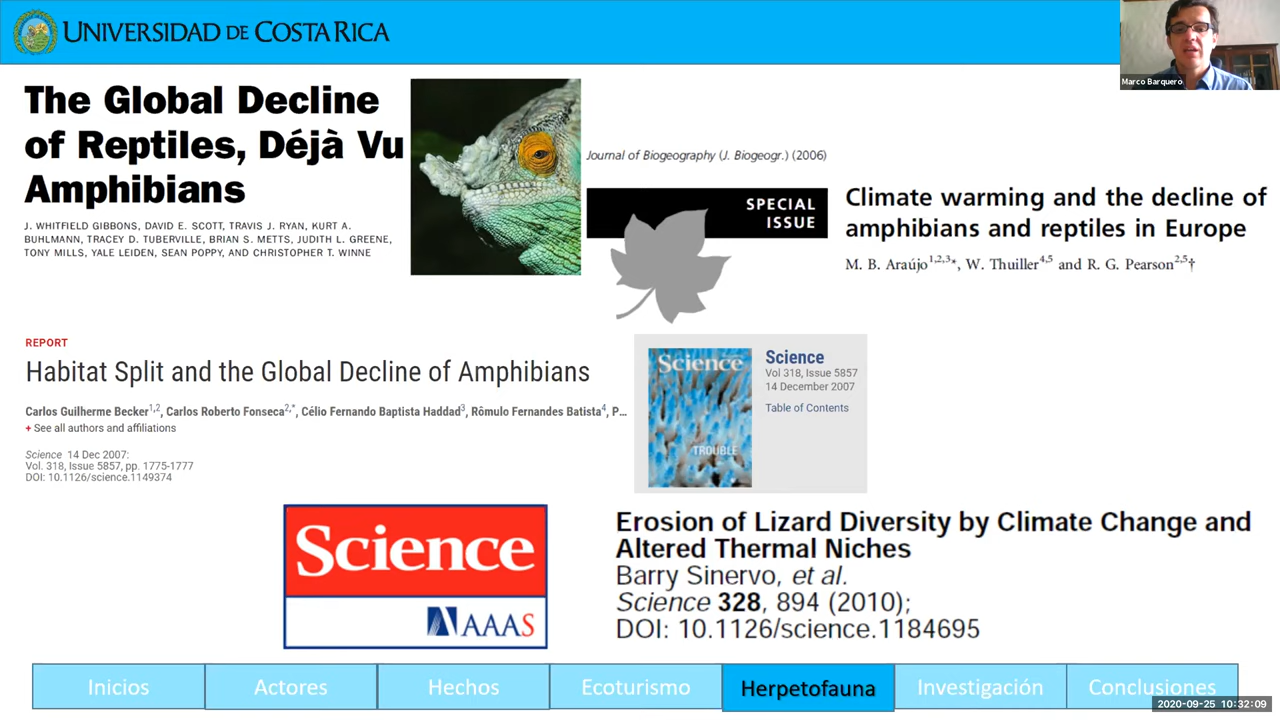 UNIVERSIDAD DE COSTA RICA
Marco Barquero
The Global Decline
of Reptiles, Déjà Vu
Amphibians
J. WHITFIELD GIBBONS, DAVID E. SCOTT, TRAVIS J. RYAN, KURT A.
BUHLMANN, TRACEY D. TUBERVILLE, BRIAN S. METTS, JUDITH L. GREENE,
TONY MILLS, YALE LEIDEN, SEAN POPPY, AND CHRISTOPHER T. WINNE
Journal of Biogeography (J. Biogeogr.) (2006)
SPECIAL
ISSUE
Climate warming and the decline of
amphibians and reptiles in Europe
M. B. Araújo1,2,3*, W. Thuiller4,5 and R. G. Pearson2,5†
REPORT
Habitat Split and the Global Decline of Amphibians
Carlos Guilherme Becker1,2, Carlos Roberto Fonseca2,*, Célio Fernando Baptista Haddad3, Rômulo Fernandes Batista4, P...
+ See all authors and affiliations
Science 14 Dec 2007:
Vol. 318, Issue 5857, pp. 1775-1777
DOI: 10.1126/science.1149374
Science
TROUBLE
Science
Vol 318, Issue 5857
14 December 2007
Table of Contents
Science
AAAS
Erosion of Lizard Diversity by Climate Change and
Altered Thermal Niches
Barry Sinervo, et al.
Science 328, 894 (2010);
DOI: 10.1126/science.1184695
Inicios
Actores
Hechos
Ecoturismo
Herpetofauna
Investigación
Conclusiones
2020-09-25 10:32:09